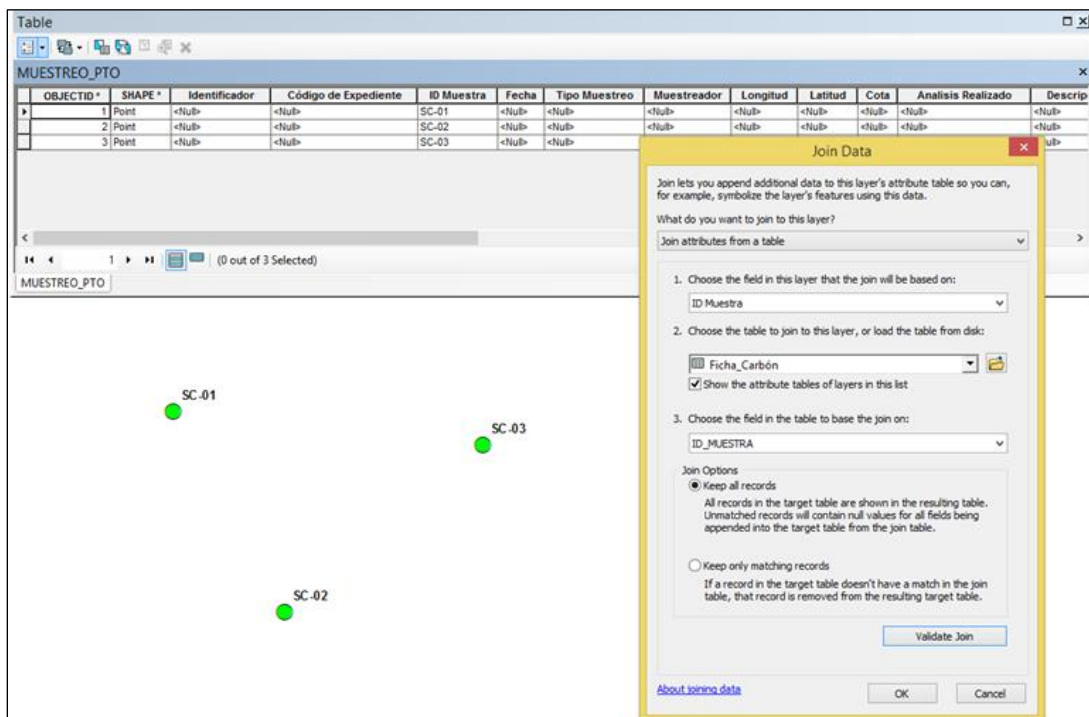 Table
MUESTREO_PTO
OBJECTID * SHAPE * Identificador Código de Expediente ID Muestra Fecha Tipo Muestreo Muestreador Longitud Latitud Cota Analisis Realizado Descrip
1 Point <Null> <Null> SC-01 <Null> <Null> <Null> <Null> <Null> <Null> <Null> <Null>
2 Point <Null> <Null> SC-02 <Null> <Null> <Null> <Null> <Null> <Null> <Null> <Null>
3 Point <Null> <Null> SC-03 <Null> <Null>
1 (0 out of 3 Selected)
MUESTREO_PTO
SC-01
SC-03
SC-02
Join Data
Join lets you append additional data to this layer's attribute table so you can,
for example, symbolize the layer's features using this data.
What do you want to join to this layer?
Join attributes from a table
1. Choose the field in this layer that the join will be based on:
ID Muestra
2. Choose the table to join to this layer, or load the table from disk:
Ficha_Carbón
Show the attribute tables of layers in this list
3. Choose the field in the table to base the join on:
ID_MUESTRA
Join Options
Keep all records
All records in the target table are shown in the resulting table.
Unmatched records will contain null values for all fields being
appended into the target table from the join table.
Keep only matching records
If a record in the target table doesn't have a match in the join
table, that record is removed from the resulting target table.
Validate Join
About joining data
OK Cancel